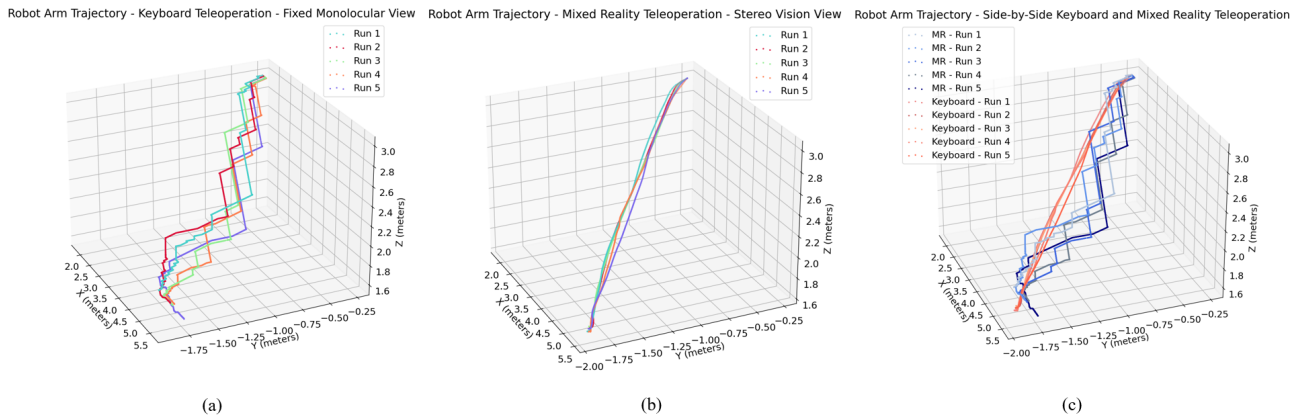 Robot Arm Trajectory - Keyboard Teleoperation - Fixed Monolocular View
Run 1
Run 2
Run 3
Run 4
Run 5
3.0
2.8
2.6
2.4
2.2
2.0
1.8
1.6
Z (meters)
2.0
2.5
3.0
3.5
4.0
4.5
5.0
5.5
X (meters)
−1.75
−1.50
−1.25
−1.00
−0.75
−0.50
−0.25
Y (meters)
(a)
Robot Arm Trajectory - Mixed Reality Teleoperation - Stereo Vision View
Run 1
Run 2
Run 3
Run 4
Run 5
3.0
2.8
2.6
2.4
2.2
2.0
1.8
1.6
Z (meters)
2.0
2.5
3.0
3.5
4.0
4.5
5.0
5.5
X (meters)
−2.00
−1.75
−1.50
−1.25
−1.00
−0.75
−0.50
−0.25
Y (meters)
(b)
Robot Arm Trajectory - Side-by-Side Keyboard and Mixed Reality Teleoperation
MR - Run 1
MR - Run 2
MR - Run 3
MR - Run 4
MR - Run 5
Keyboard - Run 1
Keyboard - Run 2
Keyboard - Run 3
Keyboard - Run 4
Keyboard - Run 5
3.0
2.8
2.6
2.4
2.2
2.0
1.8
1.6
Z (meters)
2.0
2.5
3.0
3.5
4.0
4.5
5.0
5.5
X (meters)
−2.00
−1.75
−1.50
−1.25
−1.00
−0.75
−0.50
−0.25
Y (meters)
(c)